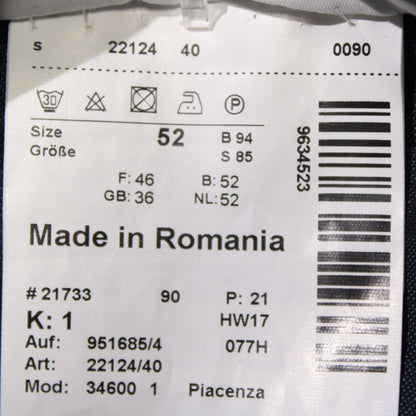 s 22124 40 0090
30 P
Size 52 B 94
Größe S 85
F: 46 B: 52
GB: 36 NL: 52
9634523
Made in Romania
# 21733 90 P: 21
K: 1 HW17
Auf: 951685/4 077H
Art: 22124/40
Mod: 34600 1 Piacenza